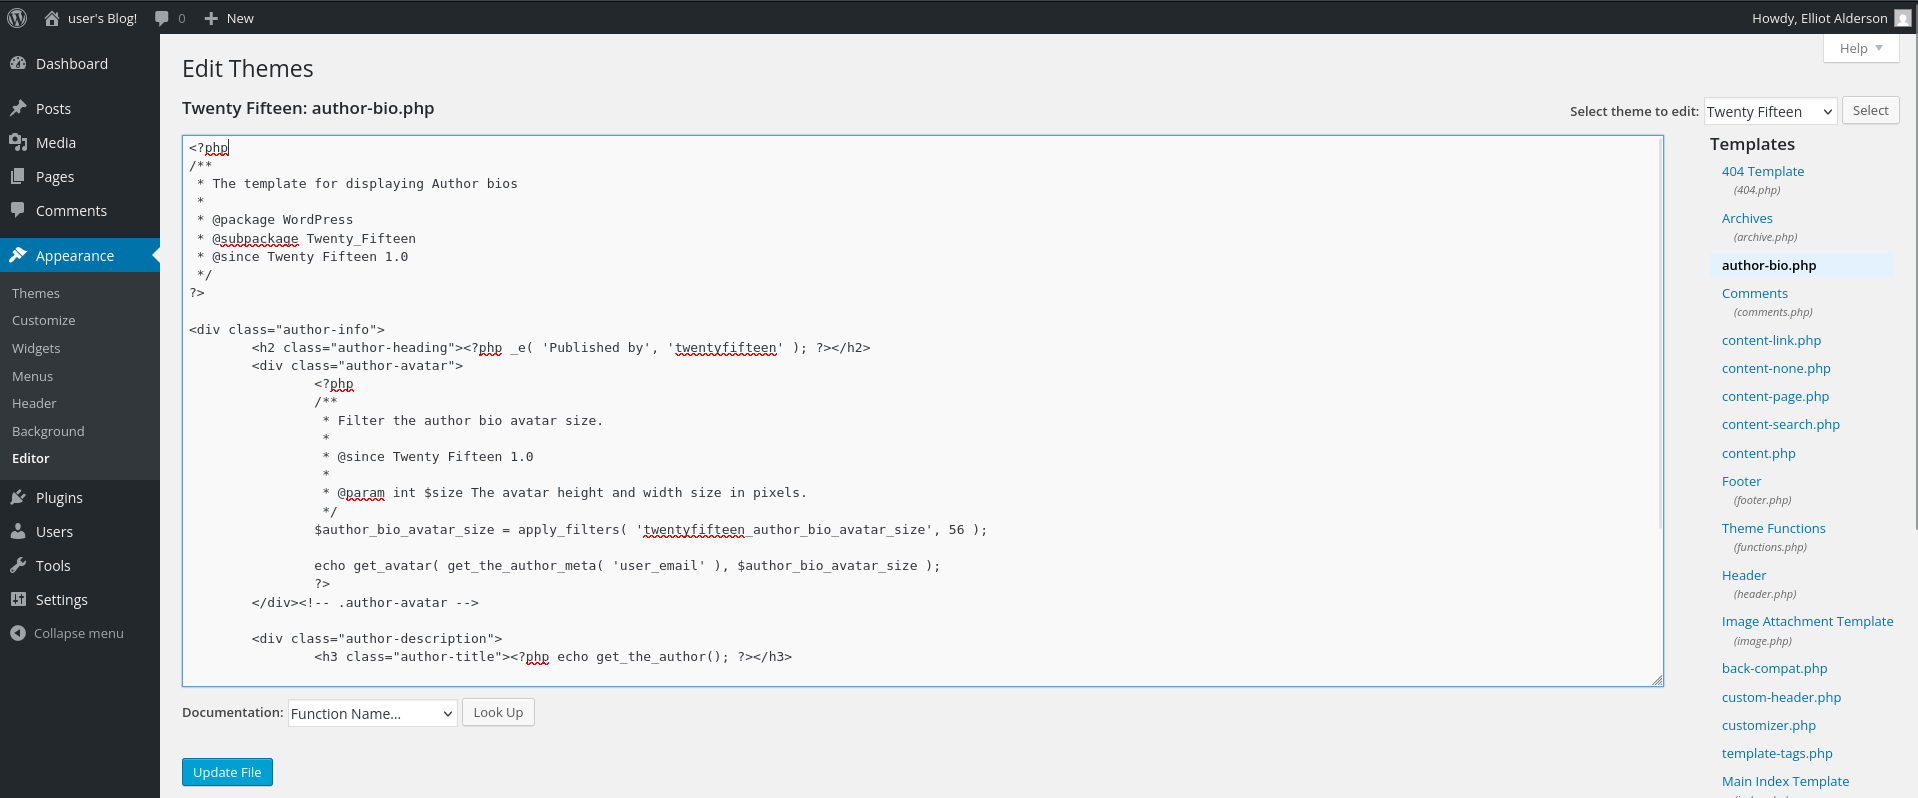 user's Blog! 0 New Howdy, Elliot Alderson
Help
Dashboard
Posts
Media
Pages
Comments
Appearance
Themes
Customize
Widgets
Menus
Header
Background
Editor
Plugins
Users
Tools
Settings
Collapse menu
Edit Themes
Twenty Fifteen: author-bio.php
Select theme to edit: Twenty Fifteen Select
<?php
/**
 * The template for displaying Author bios
 *
 * @package WordPress
 * @subpackage Twenty_Fifteen
 * @since Twenty Fifteen 1.0
 */
?>

<div class="author-info">
	<h2 class="author-heading"><?php _e( 'Published by', 'twentyfifteen' ); ?></h2>
	<div class="author-avatar">
		<?php
		/**
		 * Filter the author bio avatar size.
		 *
		 * @since Twenty Fifteen 1.0
		 *
		 * @param int $size The avatar height and width size in pixels.
		 */
		$author_bio_avatar_size = apply_filters( 'twentyfifteen_author_bio_avatar_size', 56 );

		echo get_avatar( get_the_author_meta( 'user_email' ), $author_bio_avatar_size );
		?>
	</div><!-- .author-avatar -->

	<div class="author-description">
		<h3 class="author-title"><?php echo get_the_author(); ?></h3>
Documentation: Function Name... Look Up
Update File
Templates
404 Template
(404.php)
Archives
(archive.php)
author-bio.php
Comments
(comments.php)
content-link.php
content-none.php
content-page.php
content-search.php
content.php
Footer
(footer.php)
Theme Functions
(functions.php)
Header
(header.php)
Image Attachment Template
(image.php)
back-compat.php
custom-header.php
customizer.php
template-tags.php
Main Index Template